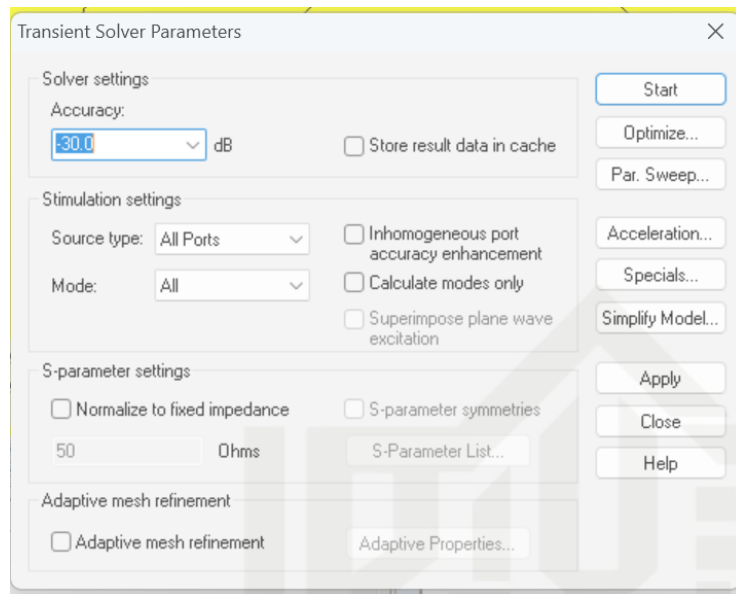 Transient Solver Parameters
Solver settings
Accuracy:
-30.0 dB
Store result data in cache
Stimulation settings
Source type: All Ports
Inhomogeneous port
accuracy enhancement
Mode: All
Calculate modes only
Superimpose plane wave
excitation
S-parameter settings
Normalize to fixed impedance
S-parameter symmetries
50 Ohms
S-Parameter List...
Adaptive mesh refinement
Adaptive mesh refinement
Adaptive Properties...
Start
Optimize...
Par. Sweep...
Acceleration...
Specials...
Simplify Model...
Apply
Close
Help